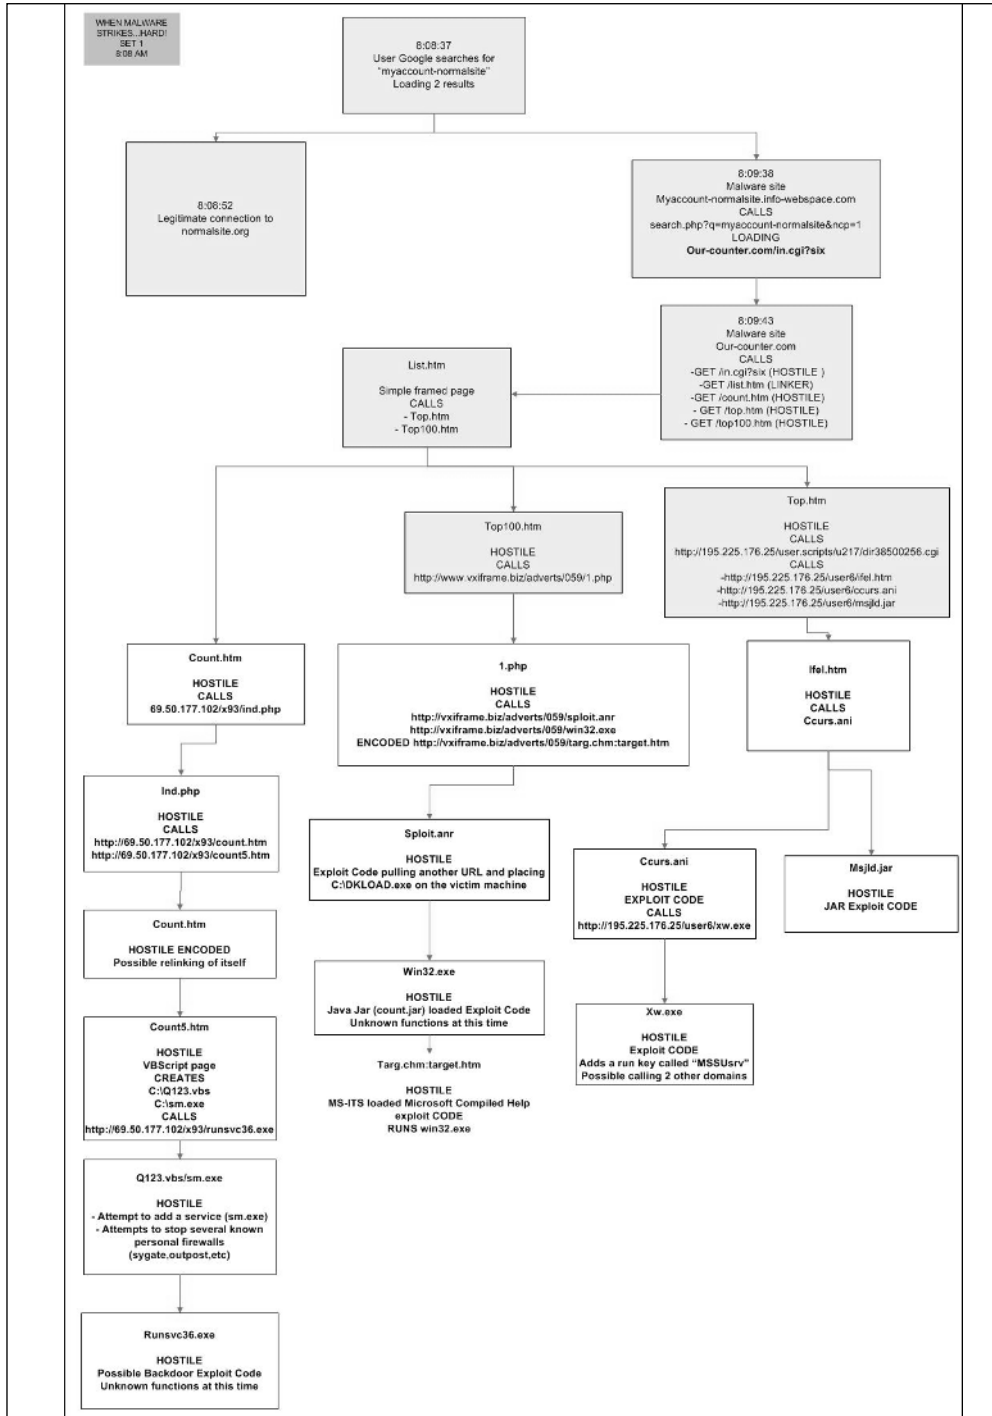 WHEN MALWARE
STRIKES...HARD!
SET 1
8:08 AM
8:08:37
User Google searches for
"myaccount-normalsite"
Loading 2 results
8:08:52
Legitimate connection to
normalsite.org
8:09:38
Malware site
Myaccount-normalsite.info-webspace.com
CALLS
search.php?q=myaccount-normalsite&ncp=1
LOADING
Our-counter.com/in.cgi?six
8:09:43
Malware site
Our-counter.com
CALLS
-GET /in.cgi?six (HOSTILE )
-GET /list.htm (LINKER)
-GET /count.htm (HOSTILE)
- GET /top.htm (HOSTILE)
- GET /top100.htm (HOSTILE)
List.htm
Simple framed page
CALLS
- Top.htm
- Top100.htm
Top100.htm
HOSTILE
CALLS
http://www.vxiframe.biz/adverts/059/1.php
Top.htm
HOSTILE
CALLS
http://195.225.176.25/user.scripts/u217/dir38500256.cgi
CALLS
-http://195.225.176.25/user6/ifel.htm
-http://195.225.176.25/user6/ccurs.ani
-http://195.225.176.25/user6/msjld.jar
Count.htm
HOSTILE
CALLS
69.50.177.102/x93/ind.php
1.php
HOSTILE
CALLS
http://vxiframe.biz/adverts/059/sploit.anr
http://vxiframe.biz/adverts/059/win32.exe
ENCODED http://vxiframe.biz/adverts/059/targ.chm:target.htm
Ifel.htm
HOSTILE
CALLS
Ccurs.ani
Ind.php
HOSTILE
CALLS
http://69.50.177.102/x93/count.htm
http://69.50.177.102/x93/count5.htm
Sploit.anr
HOSTILE
Exploit Code pulling another URL and placing
C:\DKLOAD.exe on the victim machine
Ccurs.ani
HOSTILE
EXPLOIT CODE
CALLS
http://195.225.176.25/user6/xw.exe
Msjld.jar
HOSTILE
JAR Exploit CODE
Count.htm
HOSTILE ENCODED
Possible relinking of itself
Win32.exe
HOSTILE
Java Jar (count.jar) loaded Exploit Code
Unknown functions at this time
Xw.exe
HOSTILE
Exploit CODE
Adds a run key called "MSSUsrv"
Possible calling 2 other domains
Count5.htm
HOSTILE
VBScript page
CREATES
C:\Q123.vbs
C:\sm.exe
CALLS
http://69.50.177.102/x93/runsvc36.exe
Targ.chm:target.htm
HOSTILE
MS-ITS loaded Microsoft Compiled Help
exploit CODE
RUNS win32.exe
Q123.vbs/sm.exe
HOSTILE
- Attempt to add a service (sm.exe)
- Attempts to stop several known
personal firewalls
(sygate,outpost,etc)
Runsvc36.exe
HOSTILE
Possible Backdoor Exploit Code
Unknown functions at this time